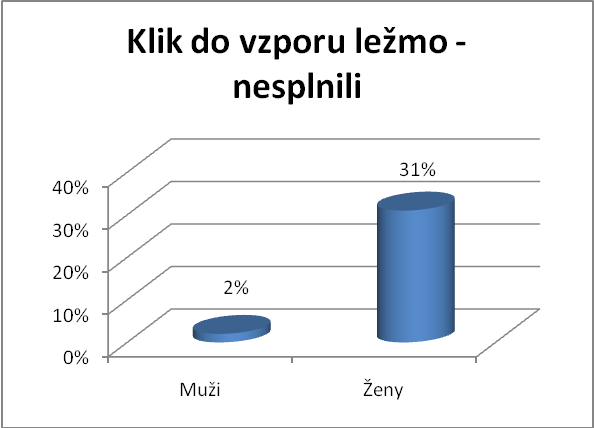 Klik do vzporu ležmo -
nesplnili
40%
30%
20%
10%
0%
2%
31%
Muži
Ženy